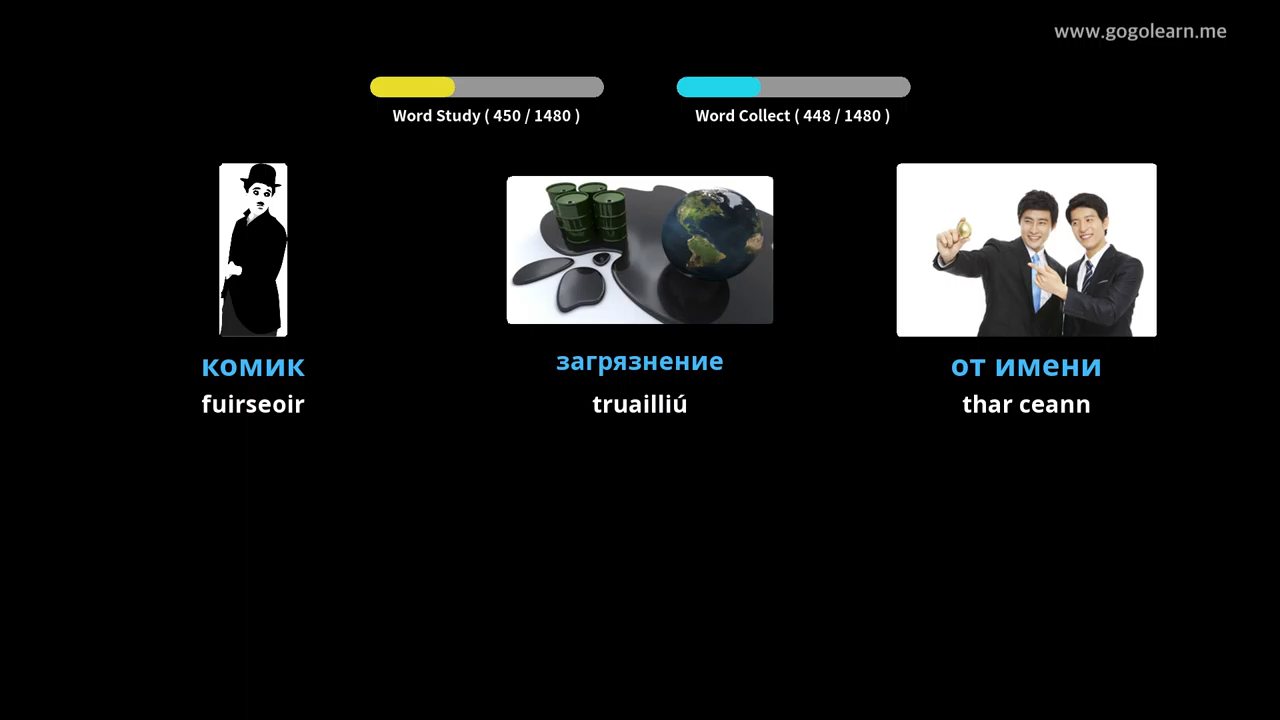 www.gogolearn.me
Word Study ( 450 / 1480 )
Word Collect ( 448 / 1480 )
комик
fuirseoir
загрязнение
truailliú
от имени
thar ceann